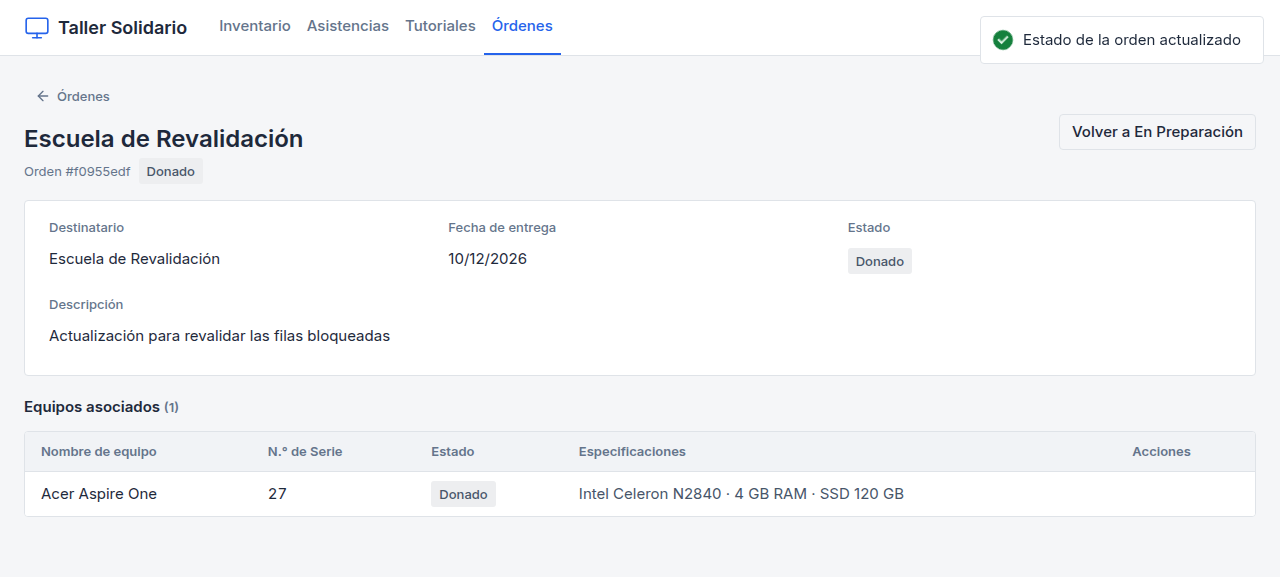 Taller Solidario
Inventario
Asistencias
Tutoriales
Órdenes
Estado de la orden actualizado
Órdenes
Escuela de Revalidación
Volver a En Preparación
Orden #f0955edf
Donado
Destinatario
Fecha de entrega
Estado
Escuela de Revalidación
10/12/2026
Donado
Descripción
Actualización para revalidar las filas bloqueadas
Equipos asociados (1)
Nombre de equipo
N.º de Serie
Estado
Especificaciones
Acciones
Acer Aspire One
27
Donado
Intel Celeron N2840 · 4 GB RAM · SSD 120 GB